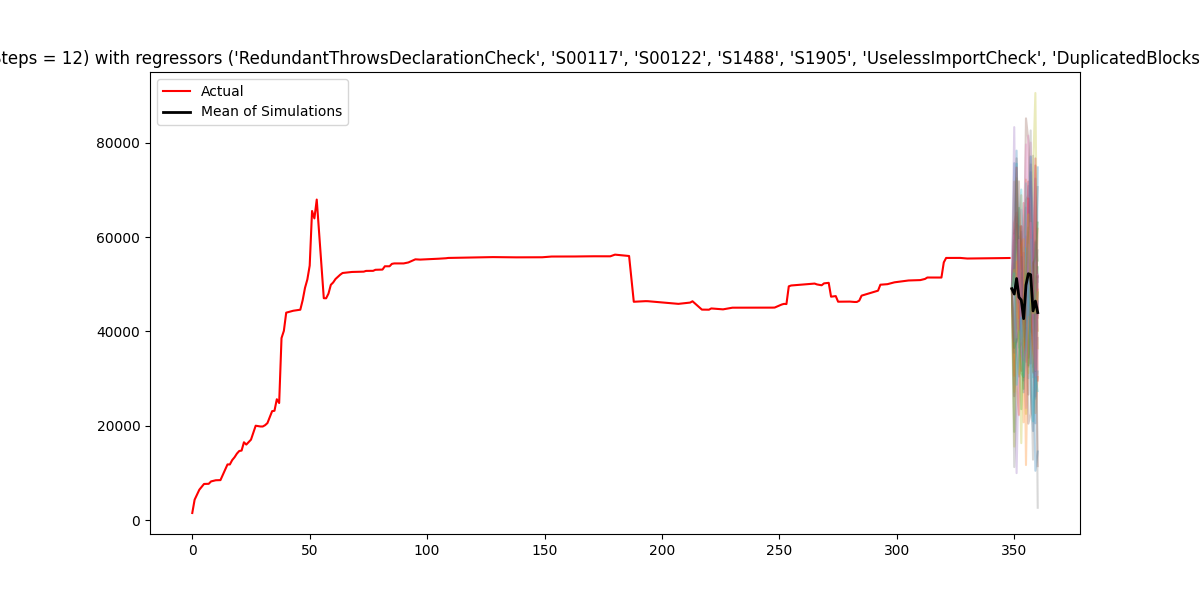 teps = 12) with regressors ('RedundantThrowsDeclarationCheck', 'S00117', 'S00122', 'S1488', 'S1905', 'UselessImportCheck', 'DuplicatedBlocks
Actual
Mean of Simulations
80000
60000
40000
20000
0
0 50 100 150 200 250 300 350